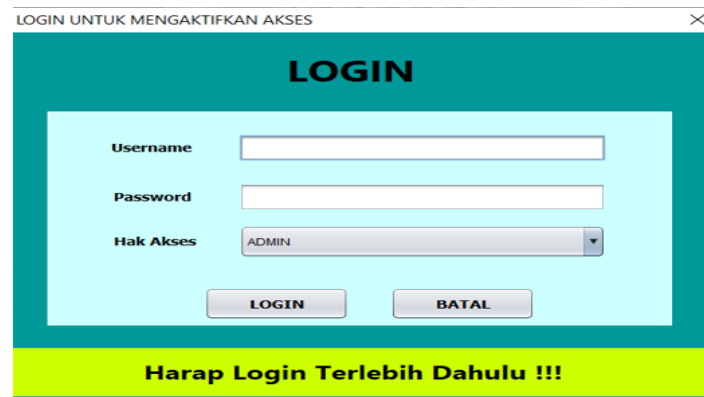 LOGIN UNTUK MENGAKTIFKAN AKSES
LOGIN
Username
Password
Hak Akses ADMIN
LOGIN BATAL
Harap Login Terlebih Dahulu !!!